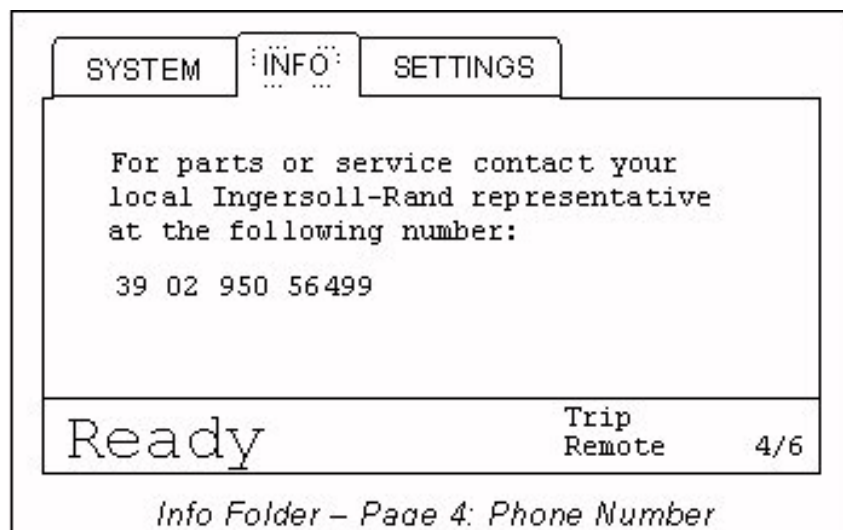 SYSTEM INFO SETTINGS
For parts or service contact your
local Ingersoll-Rand representative
at the following number:
39 02 950 56499
Ready
Trip
Remote 4/6
Info Folder – Page 4: Phone Number